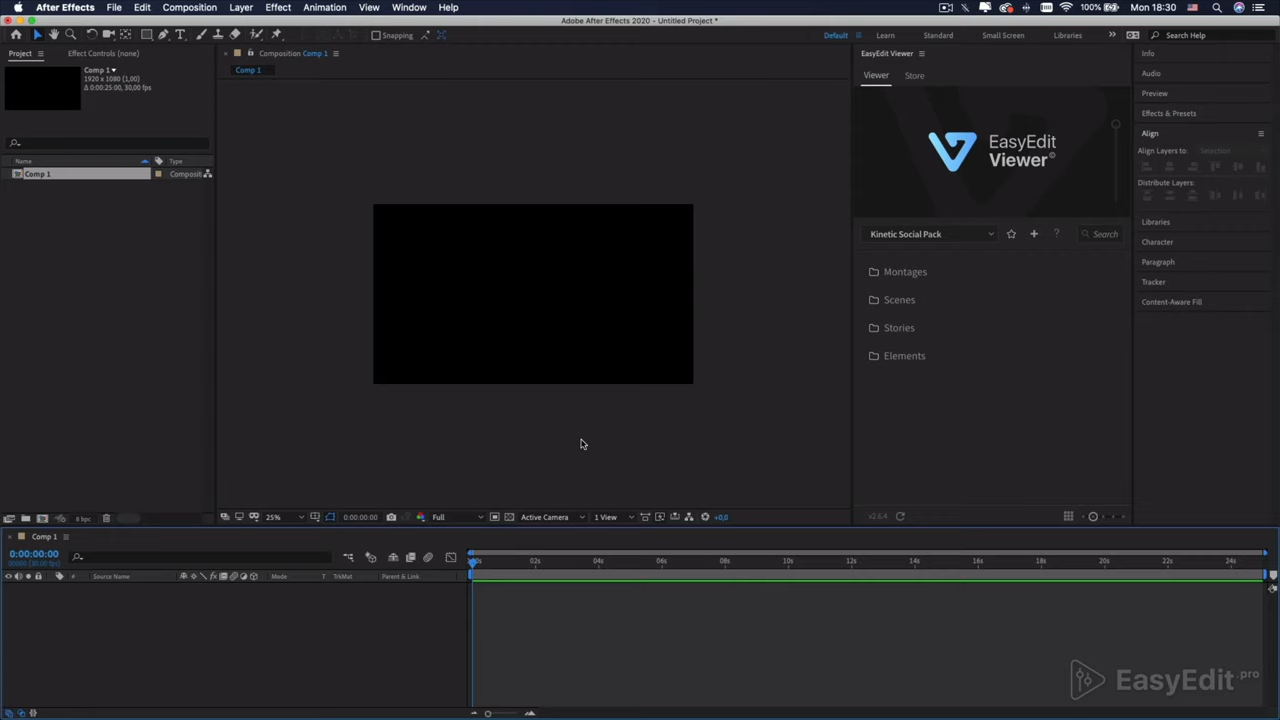 After Effects File Edit Composition Layer Effect Animation View Window Help 100% Mon 18:30
Adobe After Effects 2020 - Untitled Project *
Snapping Default Learn Standard Small Screen Libraries Search Help
Project Effect Controls (none)
Composition Comp 1
EasyEdit Viewer
Info
Comp 1
1920 x 1080 (1,00)
Δ 0:00:25:00, 30,00 fps
Comp 1
Viewer Store
Audio
Preview
Effects & Presets
Align
Align Layers to: Selection
Distribute Layers:
EasyEdit
Viewer©
Name Type
Comp 1 Composit
Libraries
Kinetic Social Pack ? Search
Character
Paragraph
Montages
Tracker
Scenes
Content-Aware Fill
Stories
Elements
8 bpc
25% 0:00:00:00 Full Active Camera 1 View +0,0
v2.6.4
Comp 1
0:00:00:00
00000 (30.00 fps)
02s 04s 06s 08s 10s 12s 14s 16s 18s 20s 22s 24s
# Source Name Mode T TrkMat Parent & Link
EasyEdit.pro